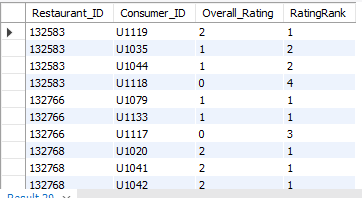 Restaurant_ID Consumer_ID Overall_Rating RatingRank
132583 U1119 2 1
132583 U1035 1 2
132583 U1044 1 2
132583 U1118 0 4
132766 U1079 1 1
132766 U1133 1 1
132766 U1117 0 3
132768 U1020 2 1
132768 U1041 2 1
132768 U1042 2 1
Result 20